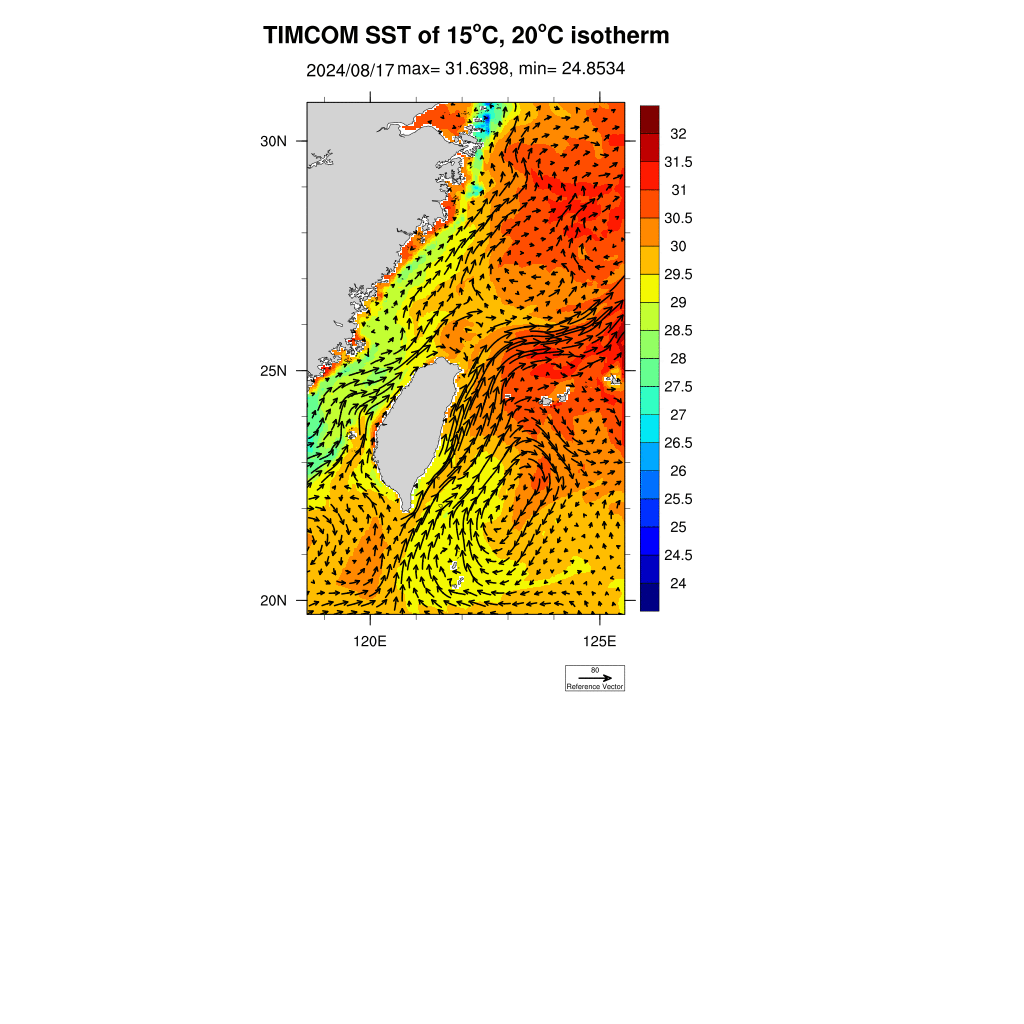 TIMCOM SST of 15°C, 20°C isotherm
2024/08/17 max= 31.6398, min= 24.8534
30N
25N
20N
120E
125E
32
31.5
31
30.5
30
29.5
29
28.5
28
27.5
27
26.5
26
25.5
25
24.5
24
80
Reference Vector